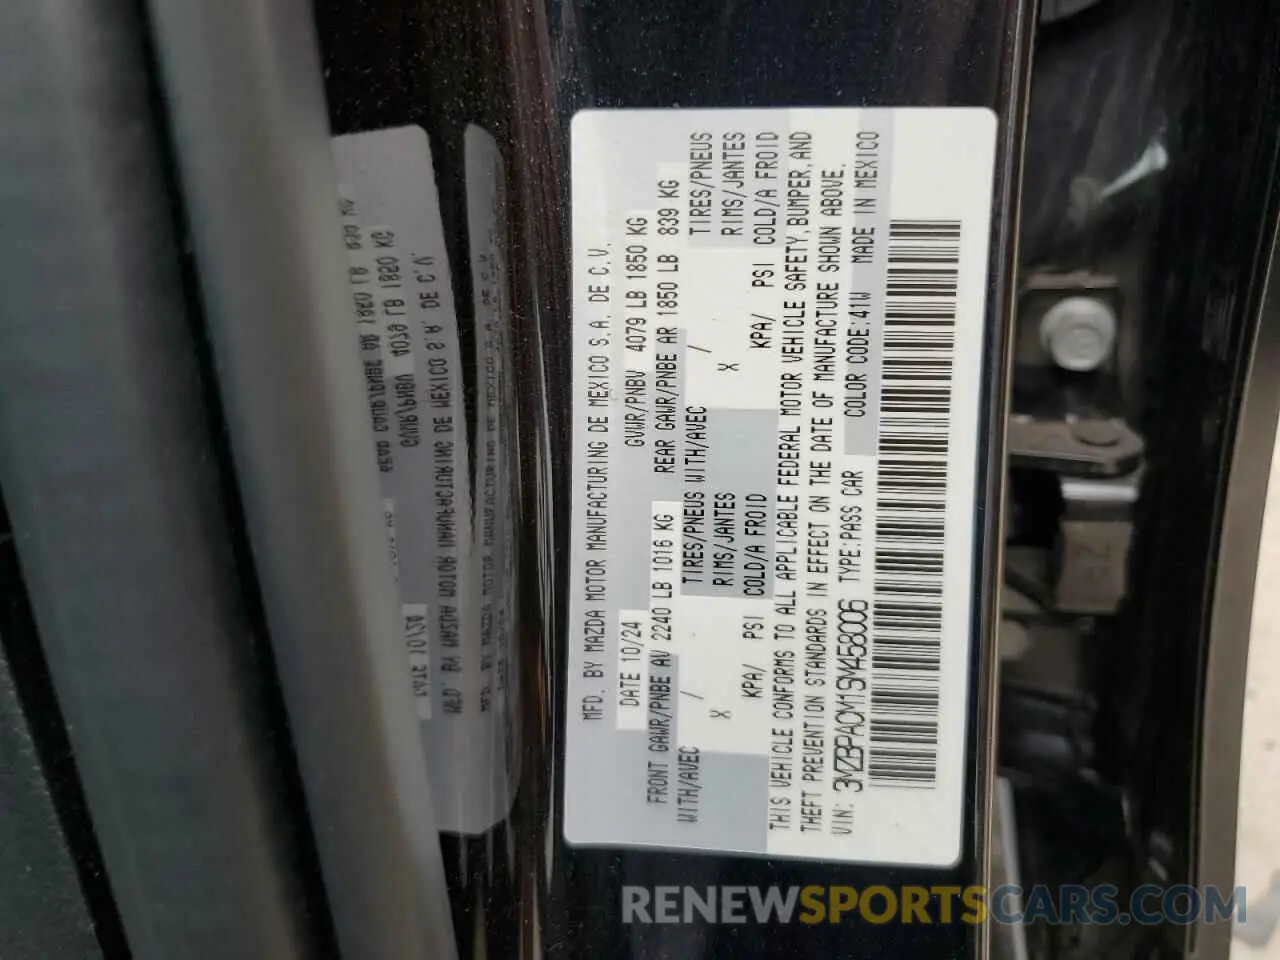 MFD. BY MAZDA MOTOR MANUFACTURING DE MEXICO S.A. DE C.V.
DATE 10/24 GVWR/PNBV 4079 LB 1850 KG
FRONT GAWR/PNBE AV 2240 LB 1016 KG REAR GAWR/PNBE AR 1850 LB 839 KG
WITH/AVEC / TIRES/PNEUS WITH/AVEC / TIRES/PNEUS
X RIMS/JANTES X RIMS/JANTES
KPA/ PSI COLD/A FROID KPA/ PSI COLD/A FROID
THIS VEHICLE CONFORMS TO ALL APPLICABLE FEDERAL MOTOR VEHICLE SAFETY, BUMPER, AND
THEFT PREVENTION STANDARDS IN EFFECT ON THE DATE OF MANUFACTURE SHOWN ABOVE.
VIN: 3MZBPACM1SM458006 TYPE:PASS CAR COLOR CODE:41W MADE IN MEXICO
RENEWSPORTSCARS.COM